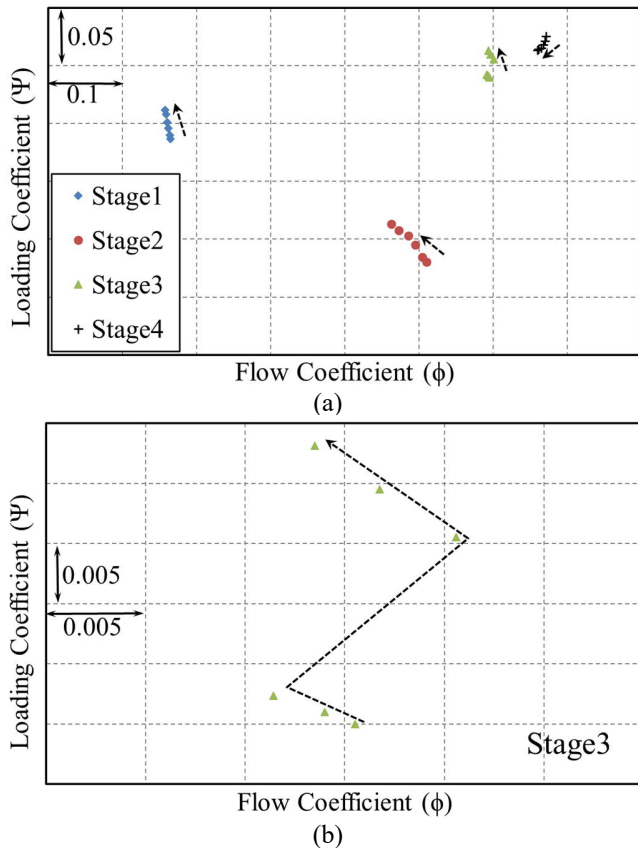 0.05
0.1
Loading Coefficient (Ψ)
Stage1
Stage2
Stage3
Stage4
Flow Coefficient (ϕ)
(a)
Loading Coefficient (Ψ)
0.005
0.005
Stage3
Flow Coefficient (ϕ)
(b)